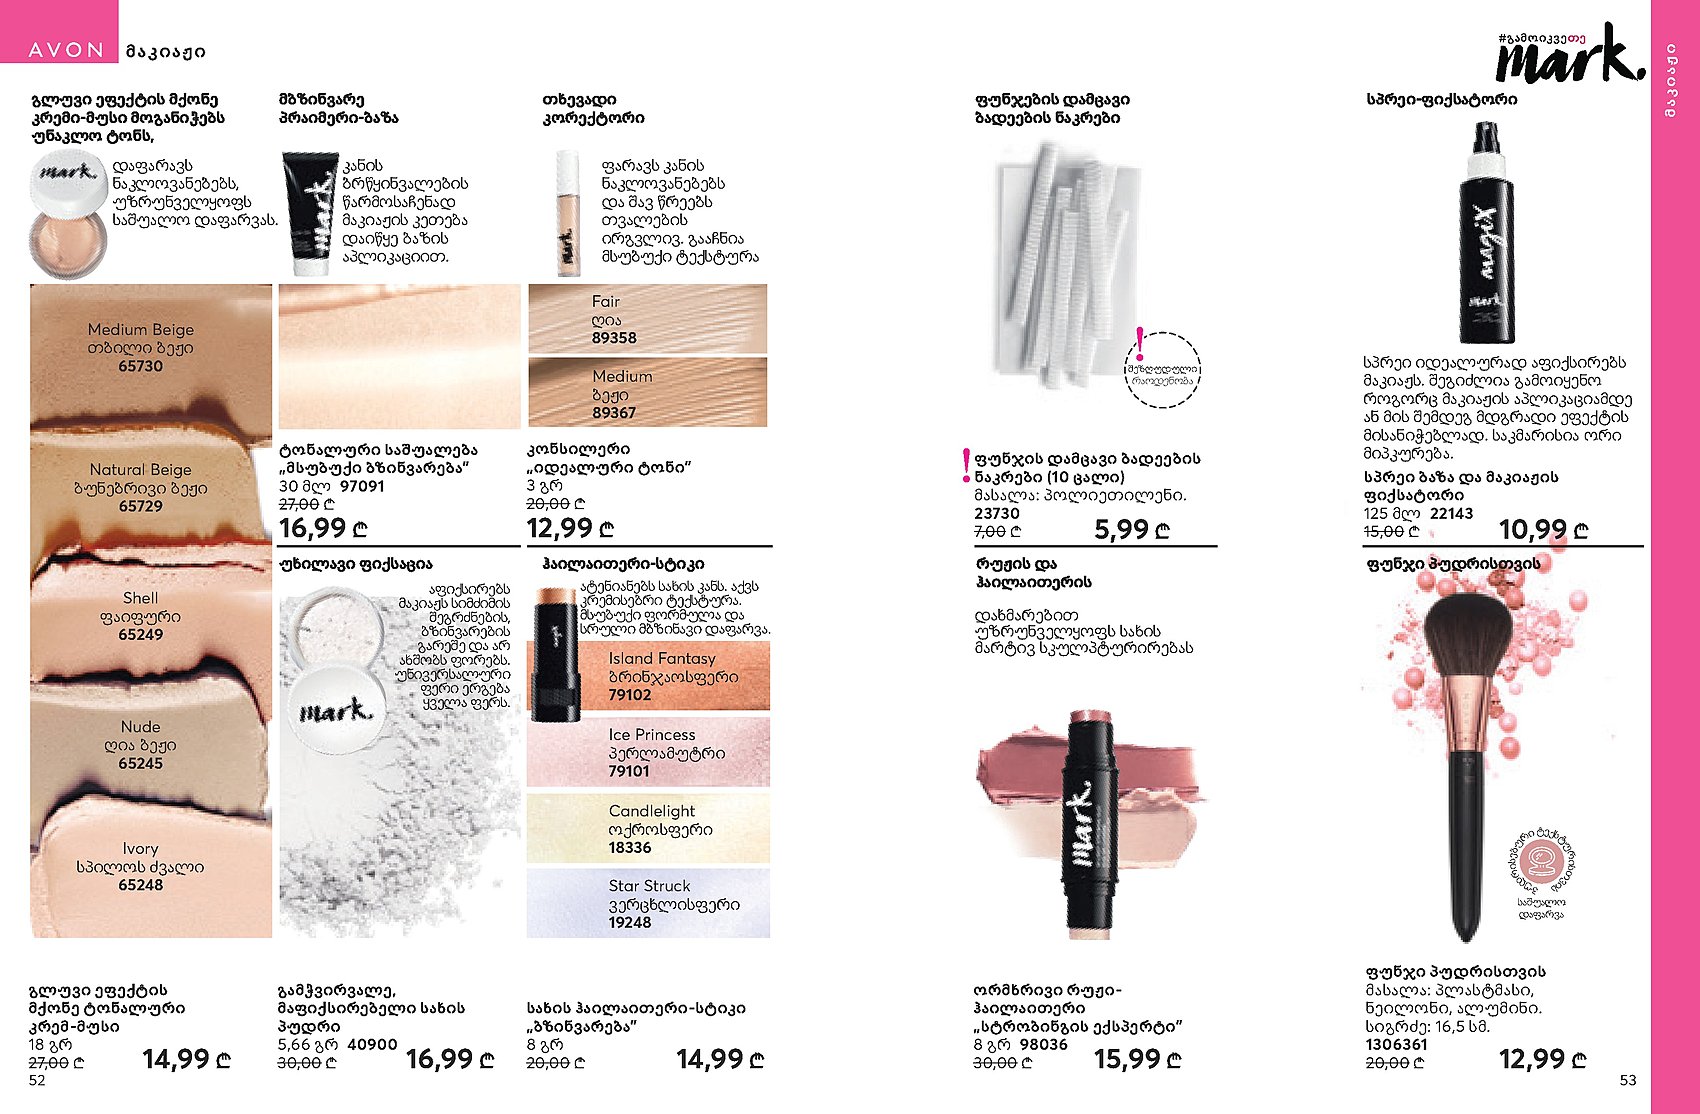 AVON მაკიაჟი
გლუვი ეფექტის მქონე
კრემი-მუსი მოგანიჭებს
უნაკლო ტონს,
mark.
დაფარავს
ნაკლოვანებებს,
უზრუნველყოფს
საშუალო დაფარვას.
Medium Beige
თბილი ბეჟი
65730
Natural Beige
ბუნებრივი ბეჟი
65729
Shell
ფაიფური
65249
Nude
ღია ბეჟი
65245
Ivory
სპილოს ძვალი
65248
გლუვი ეფექტის
მქონე ტონალური
კრემ-მუსი
18 გრ
27,00 ₾
14,99 ₾
52
მბზინვარე
პრაიმერი-ბაზა
mark.
კანის
ბრწყინვალების
წარმოსაჩენად
მაკიაჟის კეთება
დაიწყე ბაზის
აპლიკაციით.
ტონალური საშუალება
„მსუბუქი ბზინვარება“
30 მლ 97091
27,00 ₾
16,99 ₾
უხილავი ფიქსაცია
აფიქსირებს
მაკიაჟს სიმძიმის
შეგრძნების,
ბზინვარების
გარეშე და არ
ახშობს ფორებს.
უნივერსალური
ფერი ერგება
ყველა ფერს.
mark.
გამჭვირვალე,
მაფიქსირებელი სახის
პუდრი
5,66 გრ 40900
30,00 ₾
16,99 ₾
თხევადი
კორექტორი
mark.
ფარავს კანის
ნაკლოვანებებს
და შავ წრეებს
თვალების
ირგვლივ. გააჩნია
მსუბუქი ტექსტურა
Fair
ღია
89358
Medium
ბეჟი
89367
კონსილერი
„იდეალური ტონი“
3 გრ
20,00 ₾
12,99 ₾
ჰაილაითერი-სტიკი
ატენიანებს სახის კანს. აქვს
კრემისებრი ტექსტურა.
მსუბუქი ფორმულა და
სრული მბზინავი დაფარვა.
Island Fantasy
ბრინჯაოსფერი
79102
Ice Princess
პერლამუტრი
79101
Candlelight
ოქროსფერი
18336
Star Struck
ვერცხლისფერი
19248
სახის ჰაილაითერი-სტიკი
„ბზინვარება“
8 გრ
20,00 ₾
14,99 ₾
#გამოიკვეთე
mark.
მაკიაჟი
ფუნჯების დამცავი
ბადეების ნაკრები
!
შეზღუდული
რაოდენობა
!
ფუნჯის დამცავი ბადეების
ნაკრები (10 ცალი)
მასალა: პოლიეთილენი.
23730
7,00 ₾
5,99 ₾
რუჟის და
ჰაილაითერის
დახმარებით
უზრუნველყოფს სახის
მარტივ სკულპტურირებას
mark.
ორმხრივი რუჟი-
ჰაილაითერი
„სტრობინგის ექსპერტი“
8 გრ 98036
30,00 ₾
15,99 ₾
სპრეი-ფიქსატორი
magix
mark.
სპრეი იდეალურად აფიქსირებს
მაკიაჟს. შეგიძლია გამოიყენო
როგორც მაკიაჟის აპლიკაციამდე
ან მის შემდეგ მდგრადი ეფექტის
მისანიჭებლად. საკმარისია ორი
მიპკურება.
სპრეი ბაზა და მაკიაჟის
ფიქსატორი
125 მლ 22143
15,00 ₾
10,99 ₾
ფუნჯი პუდრისთვის
პუდრისებური ტექსტურისთვის
საშუალო
დაფარვა
ფუნჯი პუდრისთვის
მასალა: პლასტმასი,
ნეილონი, ალუმინი.
სიგრძე: 16,5 სმ.
1306361
20,00 ₾
12,99 ₾
53